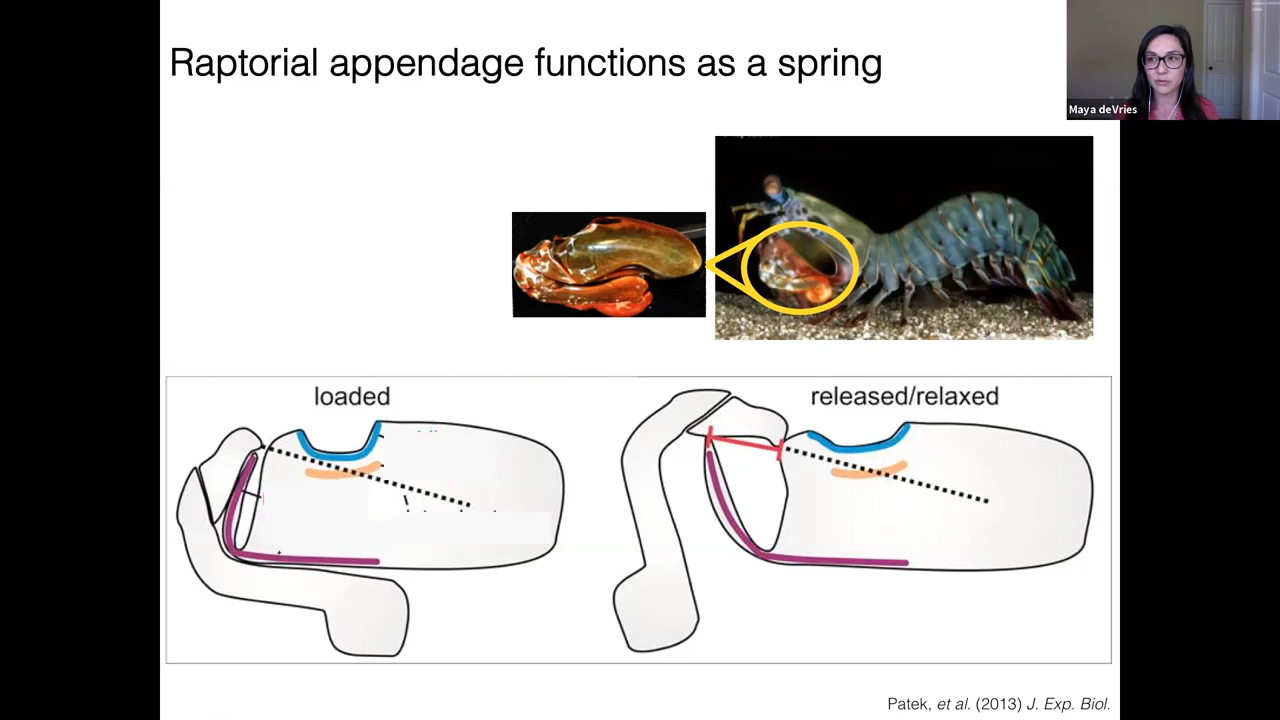 Raptorial appendage functions as a spring
Maya deVries
loaded
released/relaxed
Patek, et al. (2013) J. Exp. Biol.